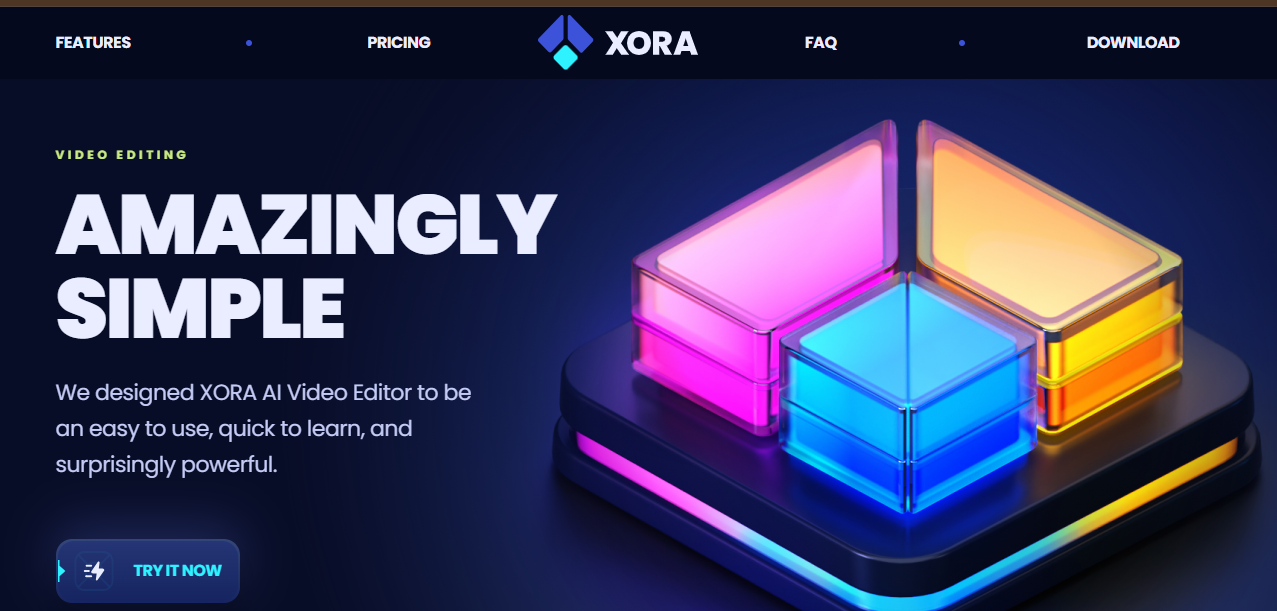 FEATURES
PRICING
XORA
FAQ
DOWNLOAD
VIDEO EDITING
AMAZINGLY
SIMPLE
We designed XORA AI Video Editor to be
an easy to use, quick to learn, and
surprisingly powerful.
TRY IT NOW